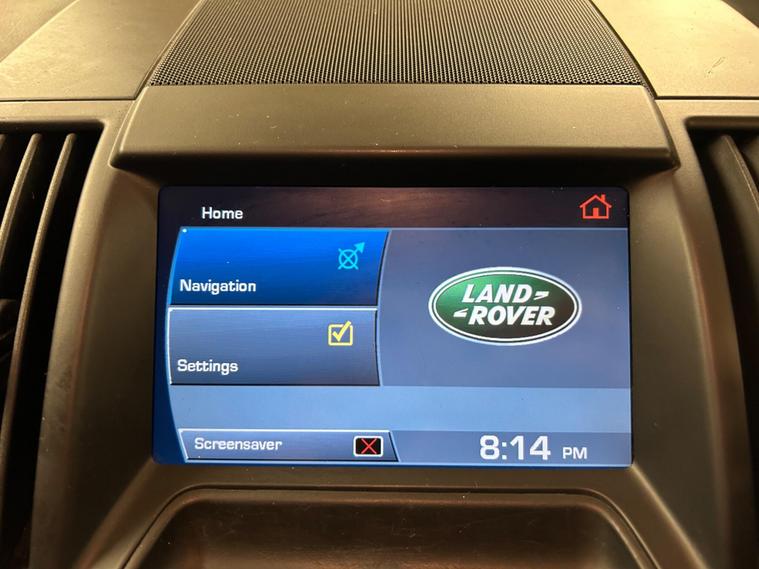 Home
Navigation
LAND
ROVER
Settings
Screensaver
8:14 PM